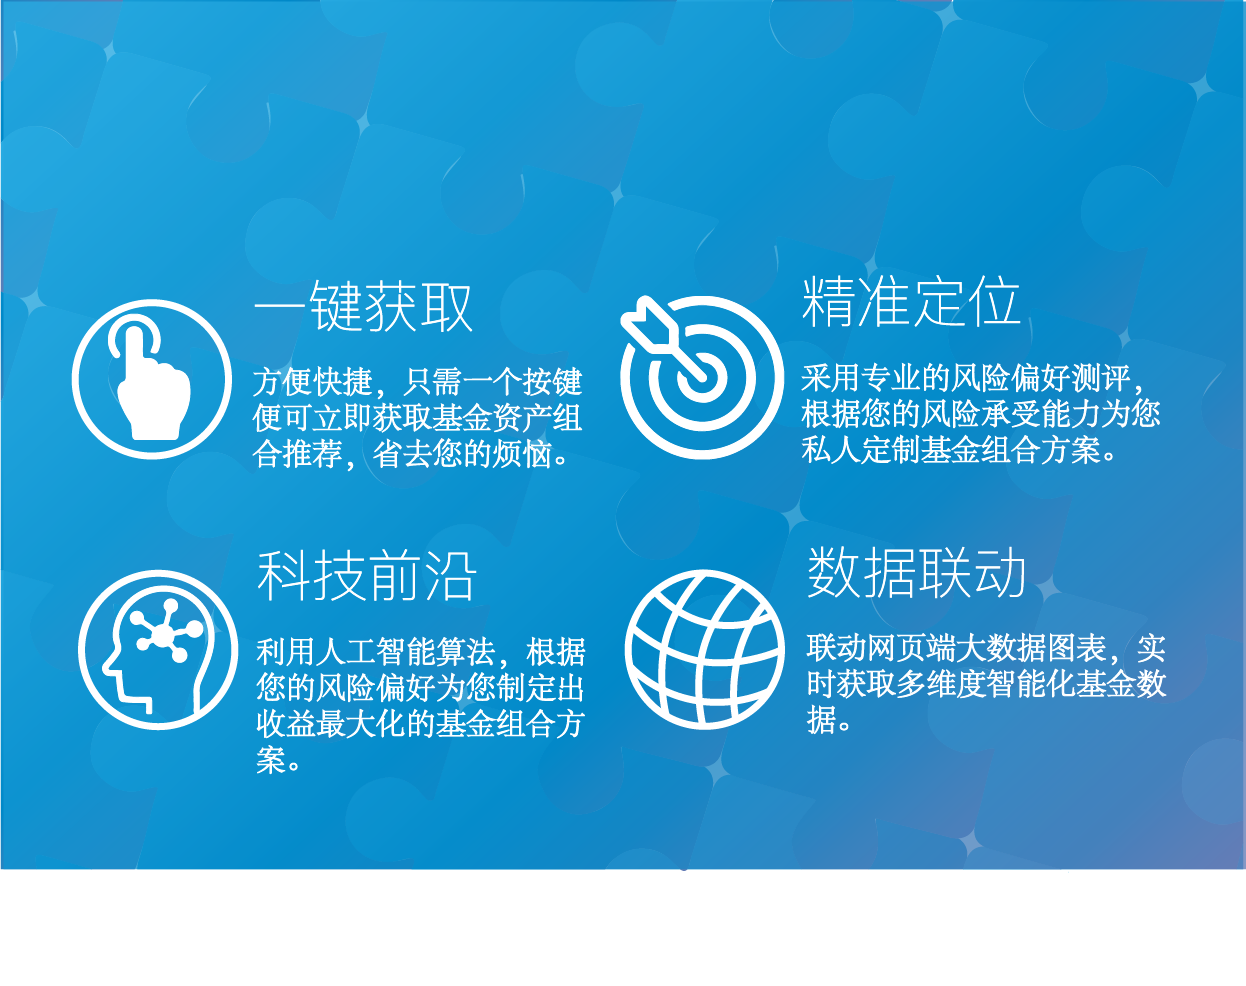 一键获取
方便快捷，只需一个按键
便可立即获取基金资产组
合推荐，省去您的烦恼。
精准定位
采用专业的风险偏好测评，
根据您的风险承受能力为您
私人定制基金组合方案。
科技前沿
利用人工智能算法，根据
您的风险偏好为您制定出
收益最大化的基金组合方
案。
数据联动
联动网页端大数据图表，实
时获取多维度智能化基金数
据。